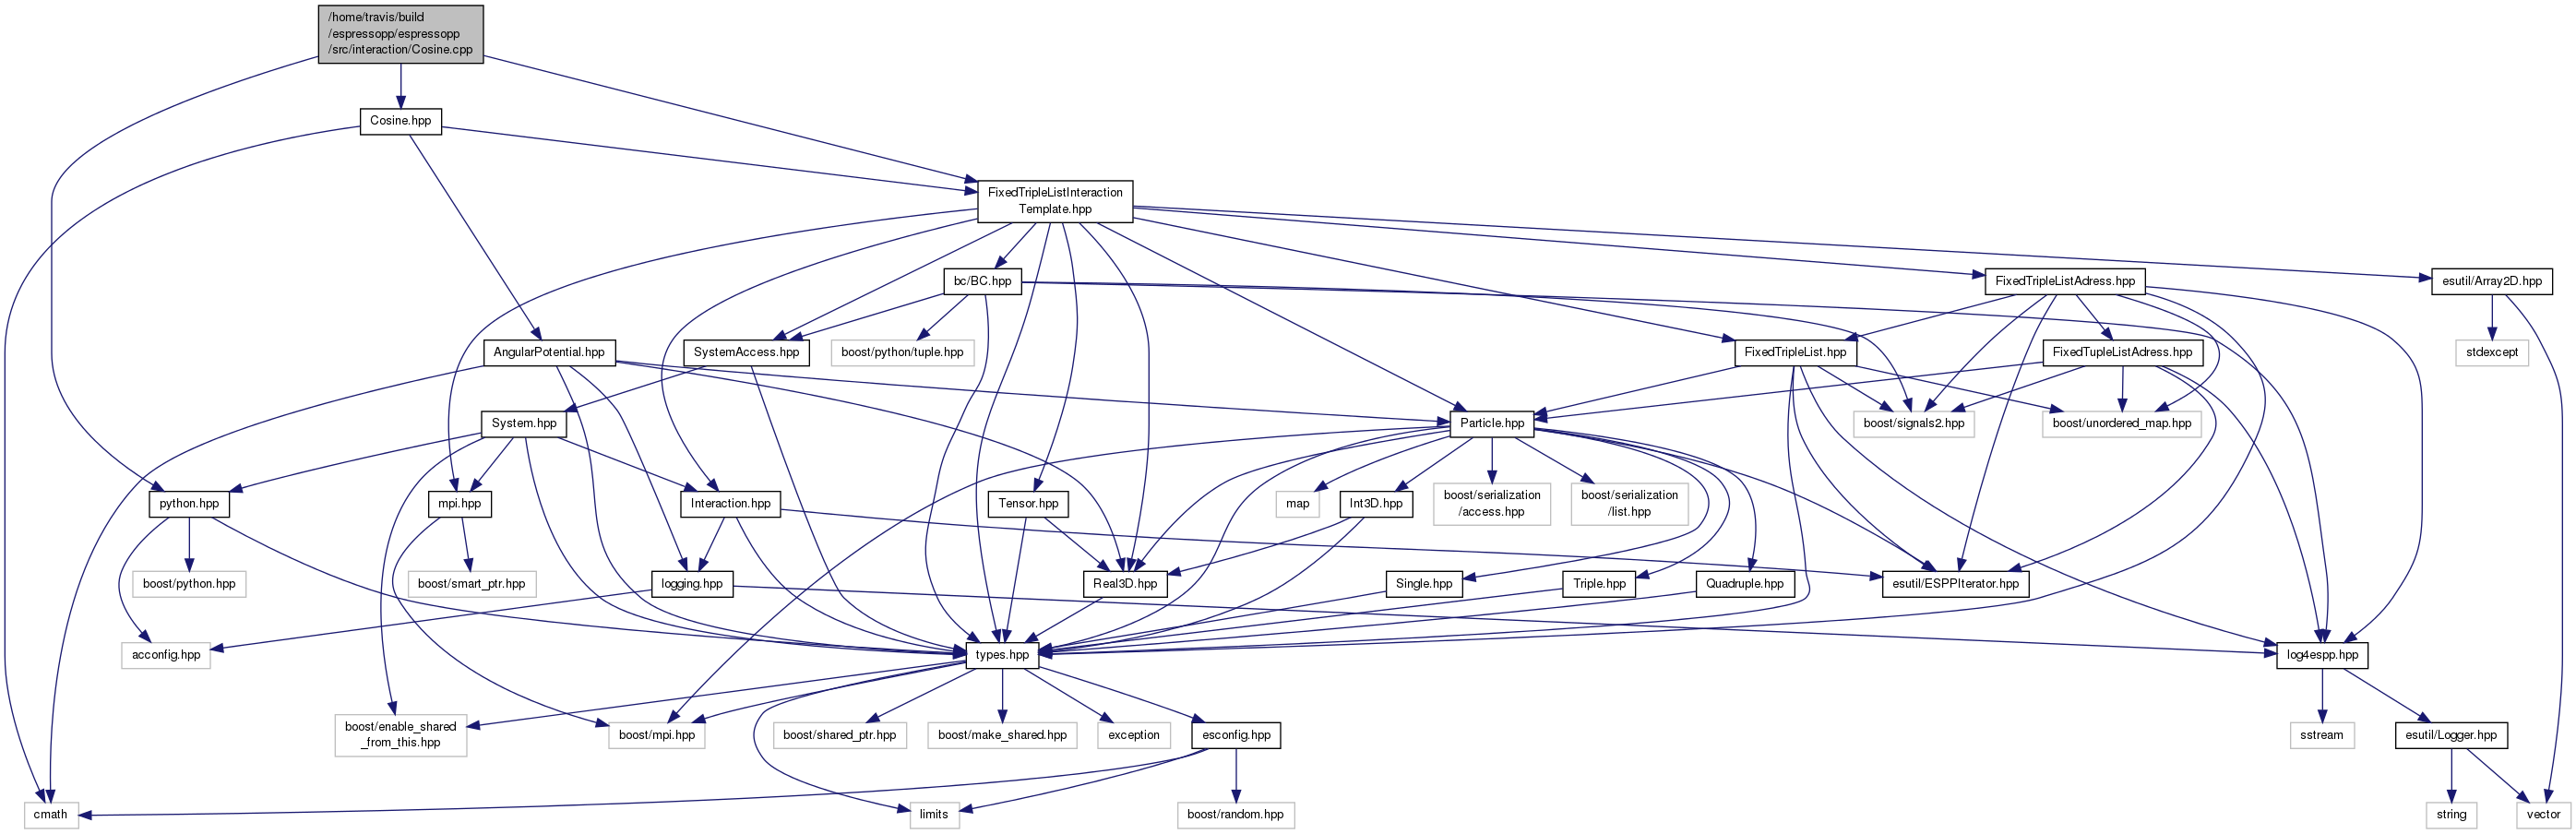 /home/travis/build
/espressopp/espressopp
/src/interaction/Cosine.cpp
Cosine.hpp
FixedTripleListInteraction
Template.hpp
bc/BC.hpp
FixedTripleListAdress.hpp
esutil/Array2D.hpp
AngularPotential.hpp
SystemAccess.hpp
boost/python/tuple.hpp
FixedTripleList.hpp
FixedTupleListAdress.hpp
stdexcept
System.hpp
Particle.hpp
boost/signals2.hpp
boost/unordered_map.hpp
python.hpp
mpi.hpp
Interaction.hpp
Tensor.hpp
map
Int3D.hpp
boost/serialization
/access.hpp
boost/serialization
/list.hpp
boost/python.hpp
boost/smart_ptr.hpp
logging.hpp
Real3D.hpp
Single.hpp
Triple.hpp
Quadruple.hpp
esutil/ESPPIterator.hpp
acconfig.hpp
types.hpp
log4espp.hpp
boost/enable_shared
_from_this.hpp
boost/mpi.hpp
boost/shared_ptr.hpp
boost/make_shared.hpp
exception
esconfig.hpp
sstream
esutil/Logger.hpp
cmath
limits
boost/random.hpp
string
vector